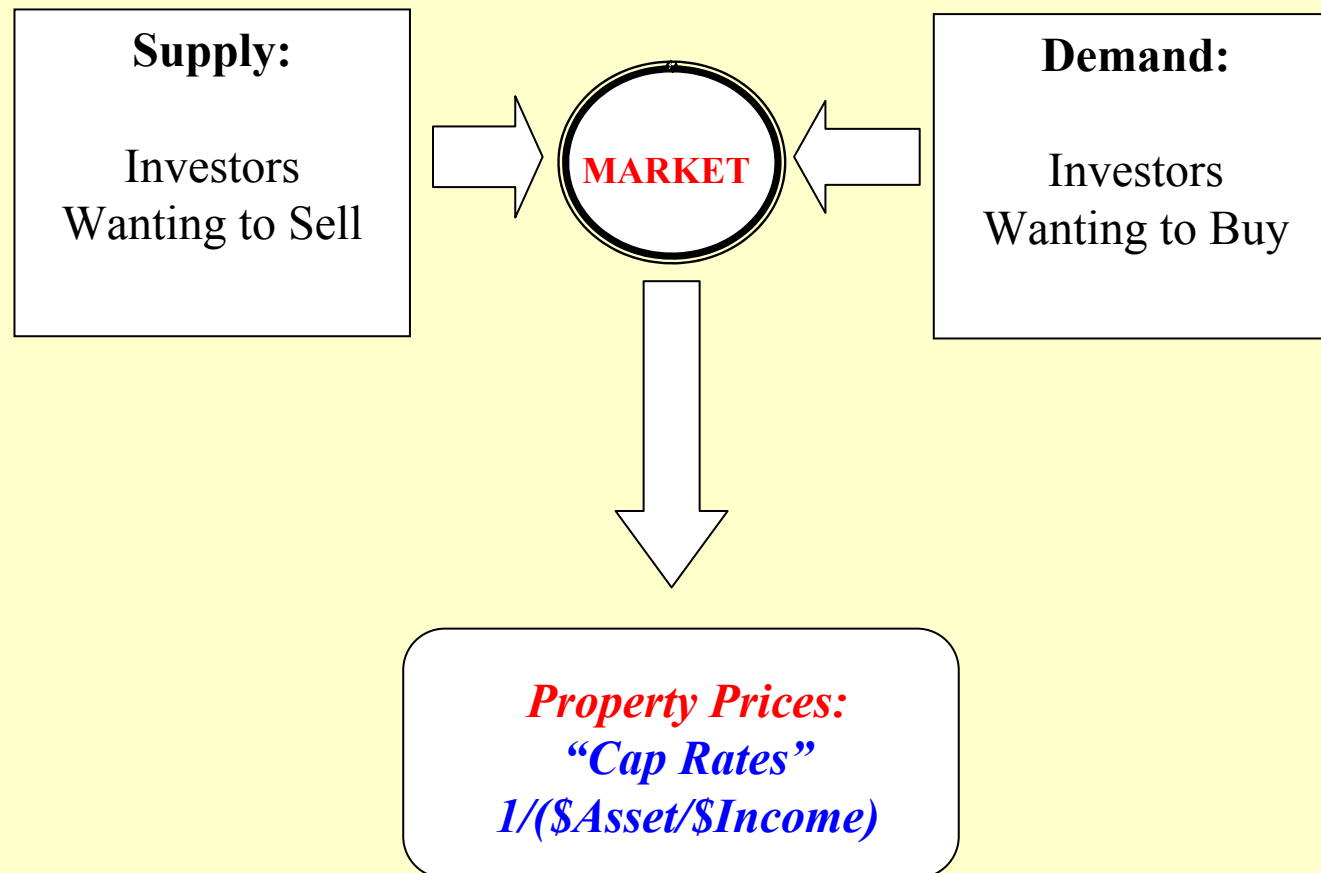 Supply:
Investors
Wanting to Sell
MARKET
Demand:
Investors
Wanting to Buy
Property Prices:
“Cap Rates”
1/($Asset/$Income)